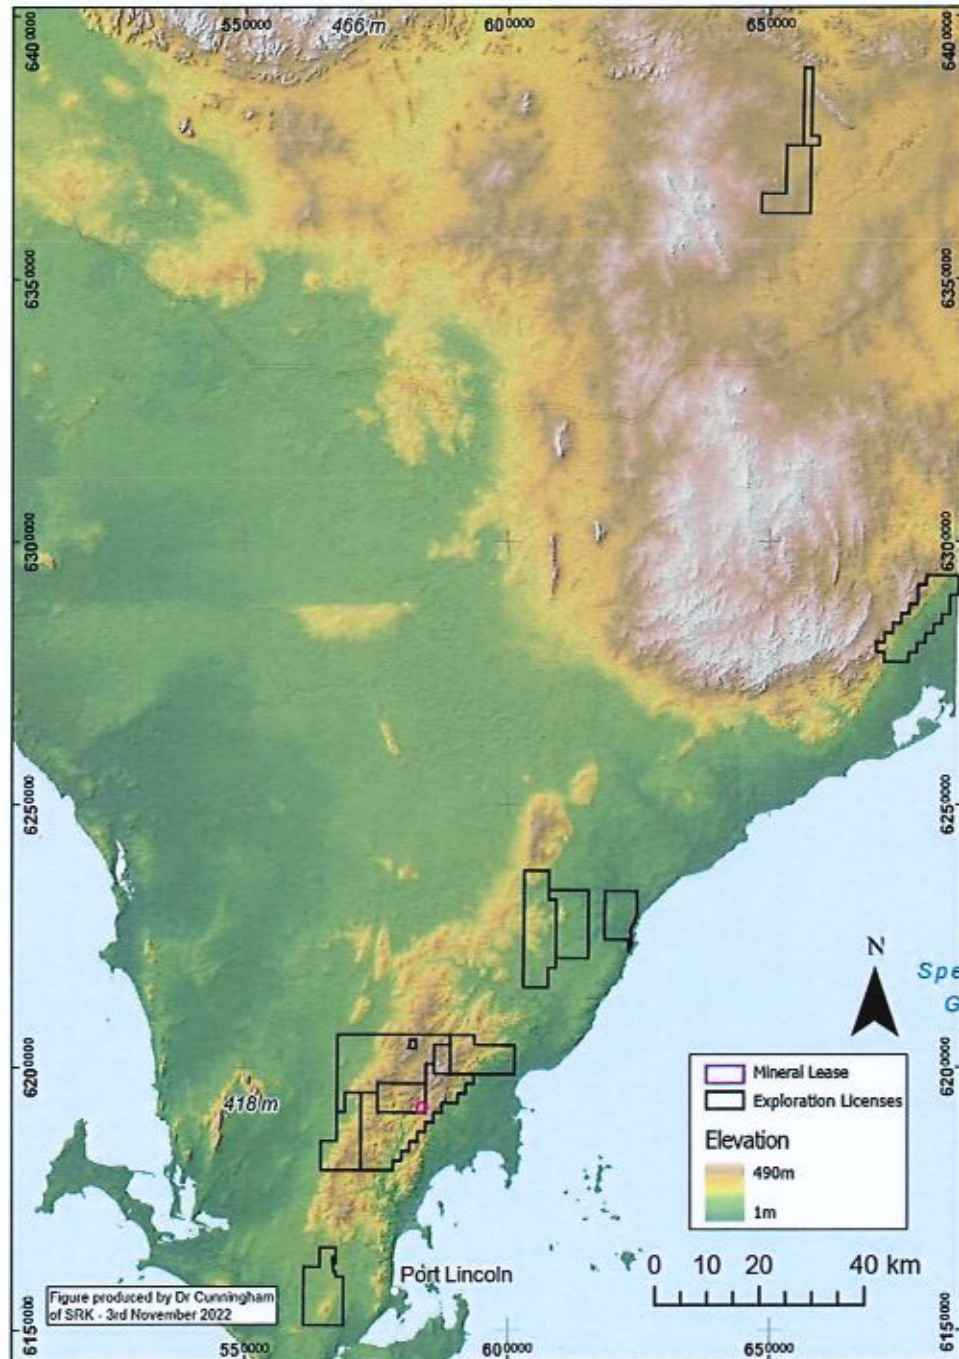 550000
466 m
600000
650000
6400000
6400000
6350000
6350000
6300000
6300000
6250000
6250000
N
Spe
G
6200000
6200000
418 m
Mineral Lease
Exploration Licenses
Elevation
490m
1m
Port Lincoln
0 10 20 40 km
Figure produced by Dr Cunningham
of SRK - 3rd November 2022
6150000
6150000
550000
600000
650000